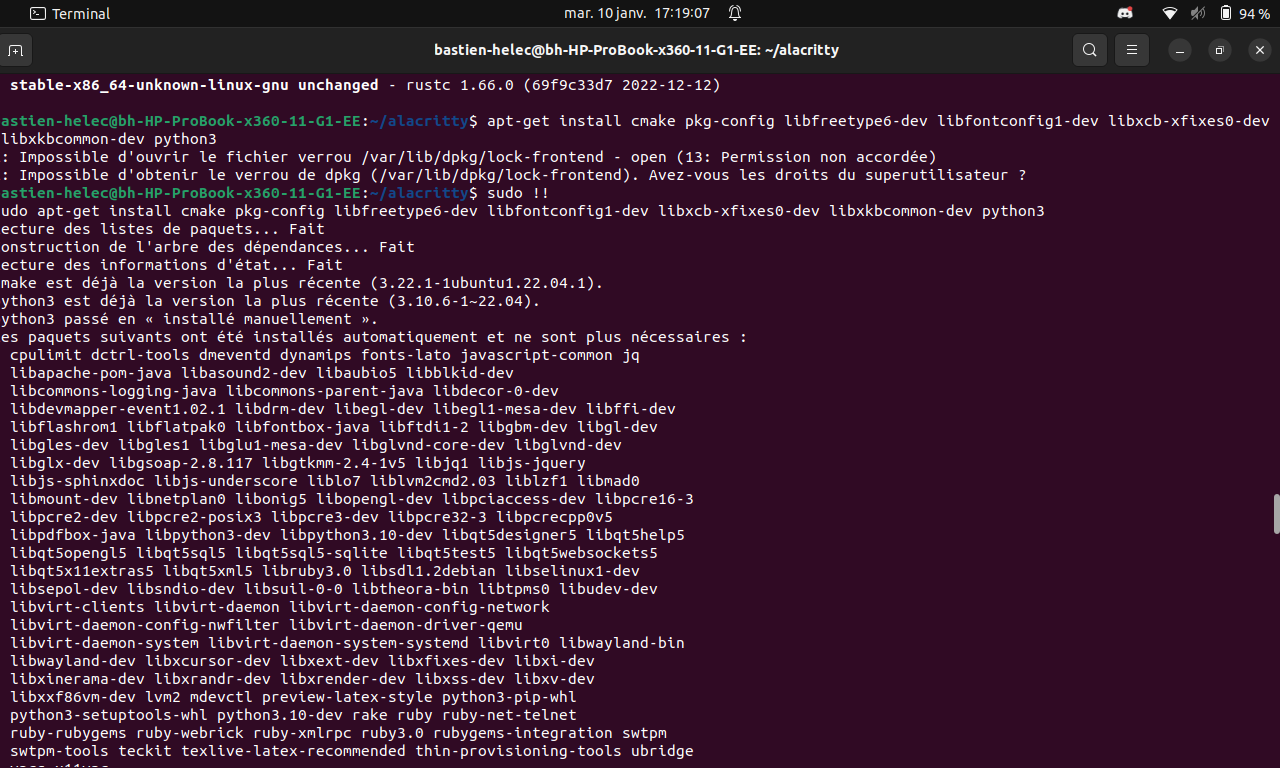 Terminal
mar. 10 janv. 17:19:07
94 %
bastien-helec@bh-HP-ProBook-x360-11-G1-EE: ~/alacritty
stable-x86_64-unknown-linux-gnu unchanged - rustc 1.66.0 (69f9c33d7 2022-12-12)
astien-helec@bh-HP-ProBook-x360-11-G1-EE:~/alacritty$ apt-get install cmake pkg-config libfreetype6-dev libfontconfig1-dev libxcb-xfixes0-dev
libxkbcommon-dev python3
: Impossible d'ouvrir le fichier verrou /var/lib/dpkg/lock-frontend - open (13: Permission non accordée)
: Impossible d'obtenir le verrou de dpkg (/var/lib/dpkg/lock-frontend). Avez-vous les droits du superutilisateur ?
astien-helec@bh-HP-ProBook-x360-11-G1-EE:~/alacritty$ sudo !!
udo apt-get install cmake pkg-config libfreetype6-dev libfontconfig1-dev libxcb-xfixes0-dev libxkbcommon-dev python3
ecture des listes de paquets... Fait
onstruction de l'arbre des dépendances... Fait
ecture des informations d'état... Fait
make est déjà la version la plus récente (3.22.1-1ubuntu1.22.04.1).
ython3 est déjà la version la plus récente (3.10.6-1~22.04).
ython3 passé en « installé manuellement ».
es paquets suivants ont été installés automatiquement et ne sont plus nécessaires :
cpulimit dctrl-tools dmeventd dynamips fonts-lato javascript-common jq
libapache-pom-java libasound2-dev libaubio5 libblkid-dev
libcommons-logging-java libcommons-parent-java libdecor-0-dev
libdevmapper-event1.02.1 libdrm-dev libegl-dev libegl1-mesa-dev libffi-dev
libflashrom1 libflatpak0 libfontbox-java libftdi1-2 libgbm-dev libgl-dev
libgles-dev libgles1 libglu1-mesa-dev libglvnd-core-dev libglvnd-dev
libglx-dev libgsoap-2.8.117 libgtkmm-2.4-1v5 libjq1 libjs-jquery
libjs-sphinxdoc libjs-underscore liblo7 liblvm2cmd2.03 liblzf1 libmad0
libmount-dev libnetplan0 libonig5 libopengl-dev libpciaccess-dev libpcre16-3
libpcre2-dev libpcre2-posix3 libpcre3-dev libpcre32-3 libpcrecpp0v5
libpdfbox-java libpython3-dev libpython3.10-dev libqt5designer5 libqt5help5
libqt5opengl5 libqt5sql5 libqt5sql5-sqlite libqt5test5 libqt5websockets5
libqt5x11extras5 libqt5xml5 libruby3.0 libsdl1.2debian libselinux1-dev
libsepol-dev libsndio-dev libsuil-0-0 libtheora-bin libtpms0 libudev-dev
libvirt-clients libvirt-daemon libvirt-daemon-config-network
libvirt-daemon-config-nwfilter libvirt-daemon-driver-qemu
libvirt-daemon-system libvirt-daemon-system-systemd libvirt0 libwayland-bin
libwayland-dev libxcursor-dev libxext-dev libxfixes-dev libxi-dev
libxinerama-dev libxrandr-dev libxrender-dev libxss-dev libxv-dev
libxxf86vm-dev lvm2 mdevctl preview-latex-style python3-pip-whl
python3-setuptools-whl python3.10-dev rake ruby ruby-net-telnet
ruby-rubygems ruby-webrick ruby-xmlrpc ruby3.0 rubygems-integration swtpm
swtpm-tools teckit texlive-latex-recommended thin-provisioning-tools ubridge